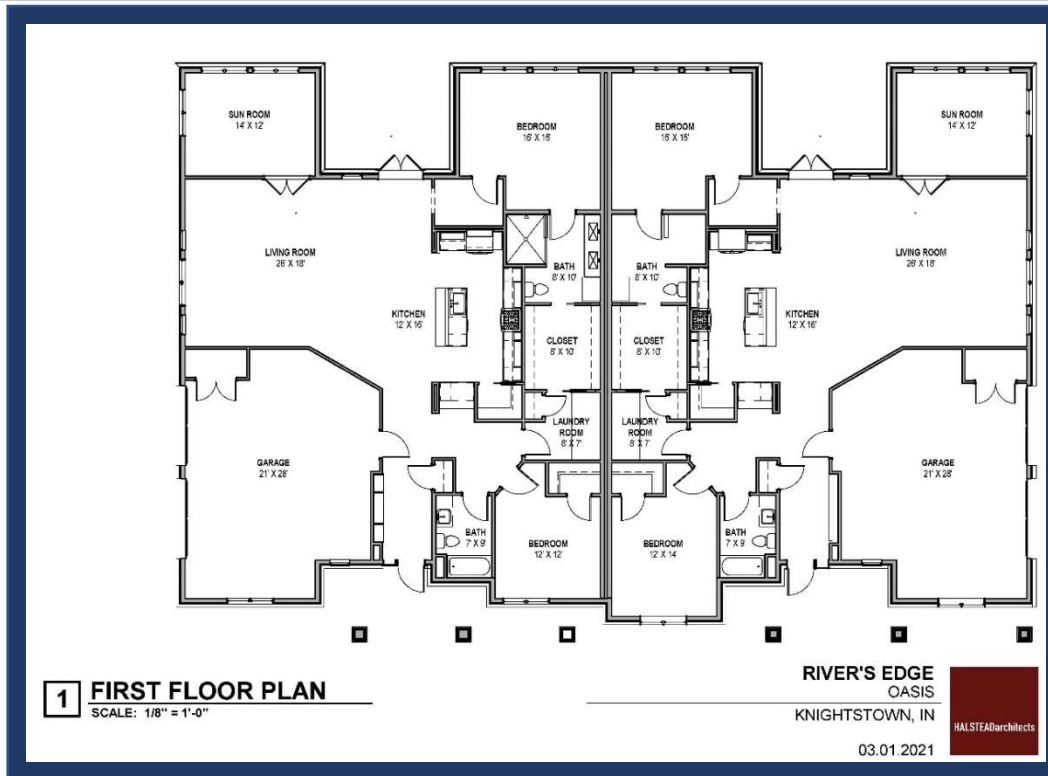 SUN ROOM
14' X 12'
BEDROOM
16' X 16'
BEDROOM
16' X 16'
SUN ROOM
14' X 12'
LIVING ROOM
26' X 18'
BATH
8' X 10'
BATH
8' X 10'
LIVING ROOM
26' X 18'
KITCHEN
12' X 16'
KITCHEN
12' X 16'
CLOSET
8' X 10'
CLOSET
8' X 10'
LAUNDRY
ROOM
8' X 7'
LAUNDRY
ROOM
8' X 7'
GARAGE
21' X 28'
GARAGE
21' X 28'
BATH
7' X 9'
BEDROOM
12' X 12'
BEDROOM
12' X 14'
BATH
7' X 9'
1 FIRST FLOOR PLAN
SCALE: 1/8" = 1'-0"
RIVER'S EDGE
OASIS
KNIGHTSTOWN, IN
03.01.2021
HALSTEADarchitects